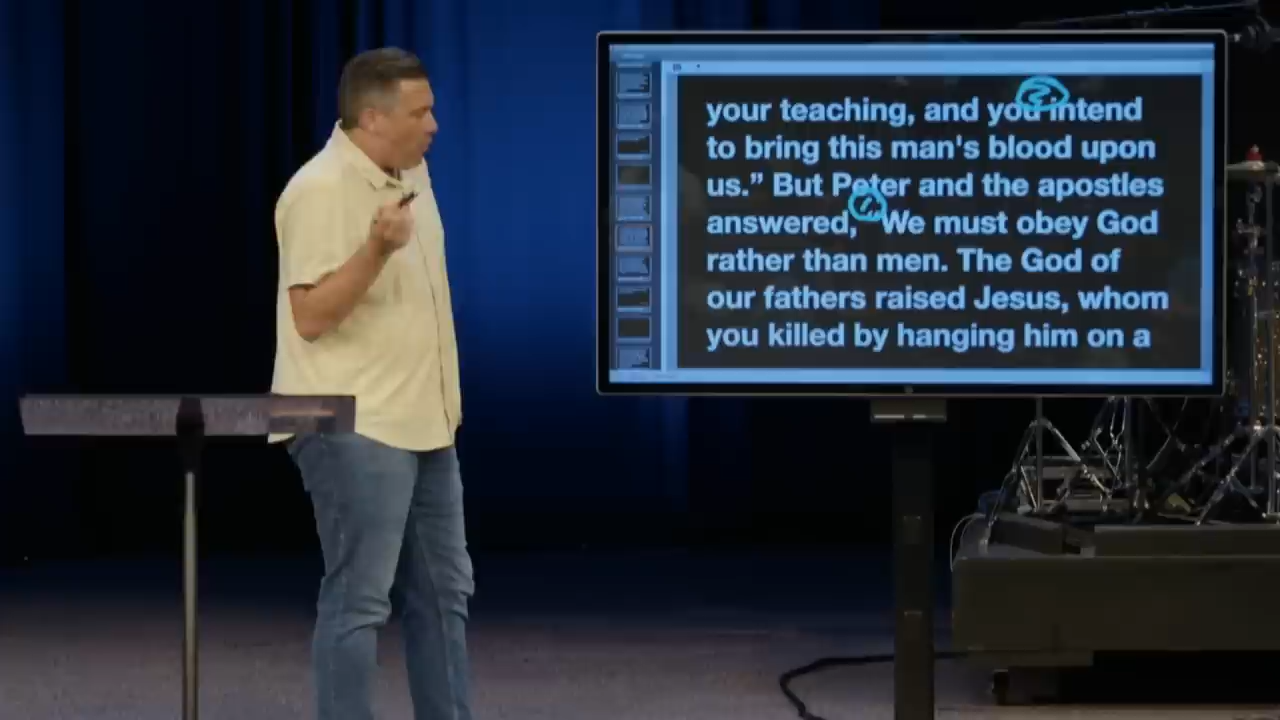 your teaching, and you intend
to bring this man's blood upon
us.” But Peter and the apostles
answered, “We must obey God
rather than men. The God of
our fathers raised Jesus, whom
you killed by hanging him on a